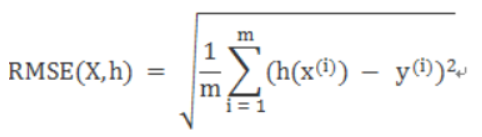 RMSE(X,h) = √(1/m ∑_{i=1}^{m} (h(x⁽ⁱ⁾) − y⁽ⁱ⁾)²)↵